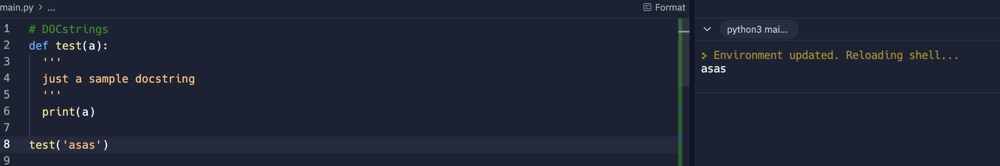 main.py > ...
Format
1 # DOCstrings
2 def test(a):
3   '''
4   just a sample docstring
5   '''
6   print(a)
7
8 test('asas')
9
python3 mai...
Environment updated. Reloading shell...
asas